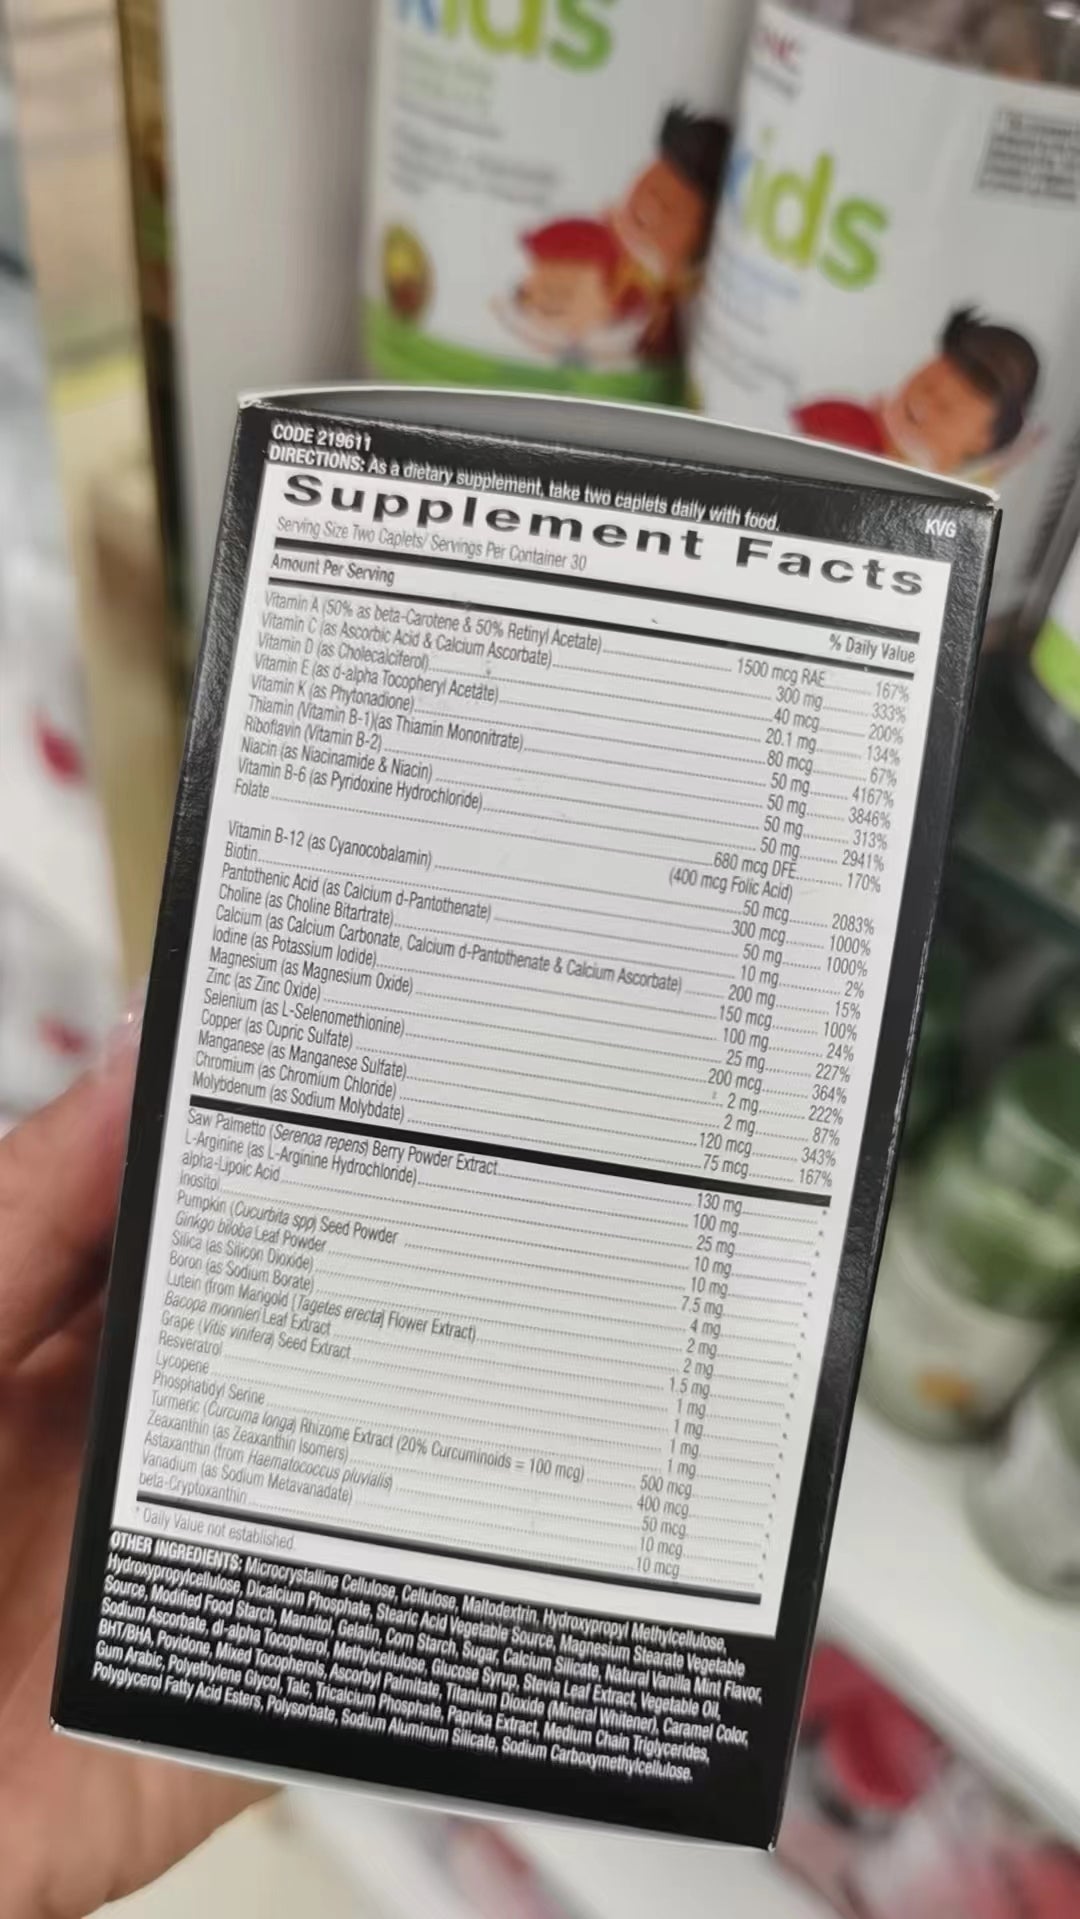 kids
kids
CODE 219611
DIRECTIONS: As a dietary supplement, take two caplets daily with food.
KVG
Supplement Facts
Serving Size Two Caplets/ Servings Per Container 30
Amount Per Serving % Daily Value
Vitamin A (50% as beta-Carotene & 50% Retinyl Acetate) 1500 mcg RAE 167%
Vitamin C (as Ascorbic Acid & Calcium Ascorbate) 300 mg 333%
Vitamin D (as Cholecalciferol) 40 mcg 200%
Vitamin E (as d-alpha Tocopheryl Acetate) 20.1 mg 134%
Vitamin K (as Phytonadione) 80 mcg 67%
Thiamin (Vitamin B-1)(as Thiamin Mononitrate) 50 mg 4167%
Riboflavin (Vitamin B-2) 50 mg 3846%
Niacin (as Niacinamide & Niacin) 50 mg 313%
Vitamin B-6 (as Pyridoxine Hydrochloride) 50 mg 2941%
Folate 680 mcg DFE 170%
(400 mcg Folic Acid)
Vitamin B-12 (as Cyanocobalamin) 50 mcg 2083%
Biotin 300 mcg 1000%
Pantothenic Acid (as Calcium d-Pantothenate) 50 mg 1000%
Choline (as Choline Bitartrate) 10 mg 2%
Calcium (as Calcium Carbonate, Calcium d-Pantothenate & Calcium Ascorbate) 200 mg 15%
Iodine (as Potassium Iodide) 150 mcg 100%
Magnesium (as Magnesium Oxide) 100 mg 24%
Zinc (as Zinc Oxide) 25 mg 227%
Selenium (as L-Selenomethionine) 200 mcg 364%
Copper (as Cupric Sulfate) 2 mg 222%
Manganese (as Manganese Sulfate) 2 mg 87%
Chromium (as Chromium Chloride) 120 mcg 343%
Molybdenum (as Sodium Molybdate) 75 mcg 167%
Saw Palmetto (Serenoa repens) Berry Powder Extract 130 mg *
L-Arginine (as L-Arginine Hydrochloride) 100 mg *
alpha-Lipoic Acid 25 mg *
Inositol 10 mg *
Pumpkin (Cucurbita spp) Seed Powder 10 mg *
Ginkgo biloba Leaf Powder 7.5 mg *
Silica (as Silicon Dioxide) 4 mg *
Boron (as Sodium Borate) 2 mg *
Lutein (from Marigold (Tagetes erecta) Flower Extract) 2 mg *
Bacopa monnieri Leaf Extract 1.5 mg *
Grape (Vitis vinifera) Seed Extract 1 mg *
Resveratrol 1 mg *
Lycopene 1 mg *
Phosphatidyl Serine 1 mg *
Turmeric (Curcuma longa) Rhizome Extract (20% Curcuminoids = 100 mcg) 500 mcg *
Zeaxanthin (as Zeaxanthin Isomers) 400 mcg *
Astaxanthin (from Haematococcus pluvialis) 50 mcg *
Vanadium (as Sodium Metavanadate) 10 mcg *
beta-Cryptoxanthin 10 mcg *
* Daily Value not established.
OTHER INGREDIENTS: Microcrystalline Cellulose, Cellulose, Maltodextrin, Hydroxypropyl Methylcellulose,
Hydroxypropylcellulose, Dicalcium Phosphate, Stearic Acid Vegetable Source, Magnesium Stearate Vegetable
Source, Modified Food Starch, Mannitol, Gelatin, Corn Starch, Sugar, Calcium Silicate, Natural Vanilla Mint Flavor,
Sodium Ascorbate, dl-alpha Tocopherol, Methylcellulose, Glucose Syrup, Stevia Leaf Extract, Vegetable Oil,
BHT/BHA, Povidone, Mixed Tocopherols, Ascorbyl Palmitate, Titanium Dioxide (Mineral Whitener), Caramel Color,
Gum Arabic, Polyethylene Glycol, Talc, Tricalcium Phosphate, Paprika Extract, Medium Chain Triglycerides,
Polyglycerol Fatty Acid Esters, Polysorbate, Sodium Aluminum Silicate, Sodium Carboxymethylcellulose.